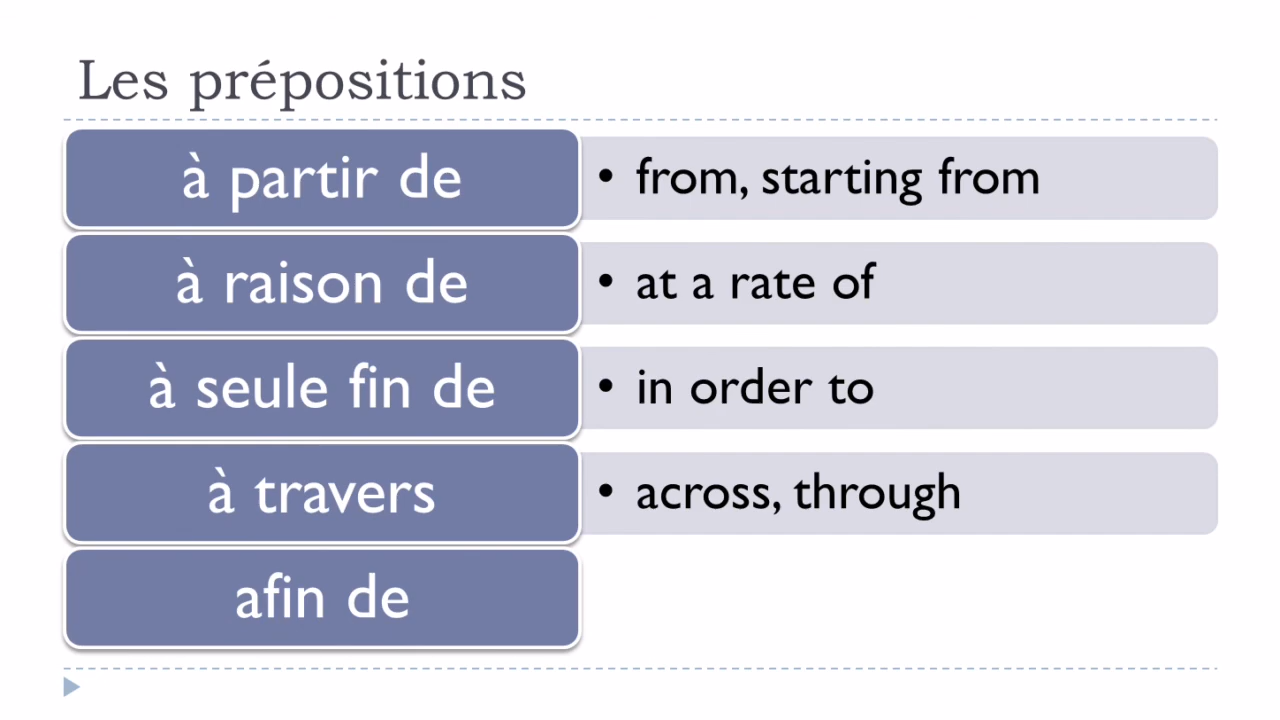 Les prépositions
à partir de
• from, starting from
à raison de
• at a rate of
à seule fin de
• in order to
à travers
• across, through
afin de